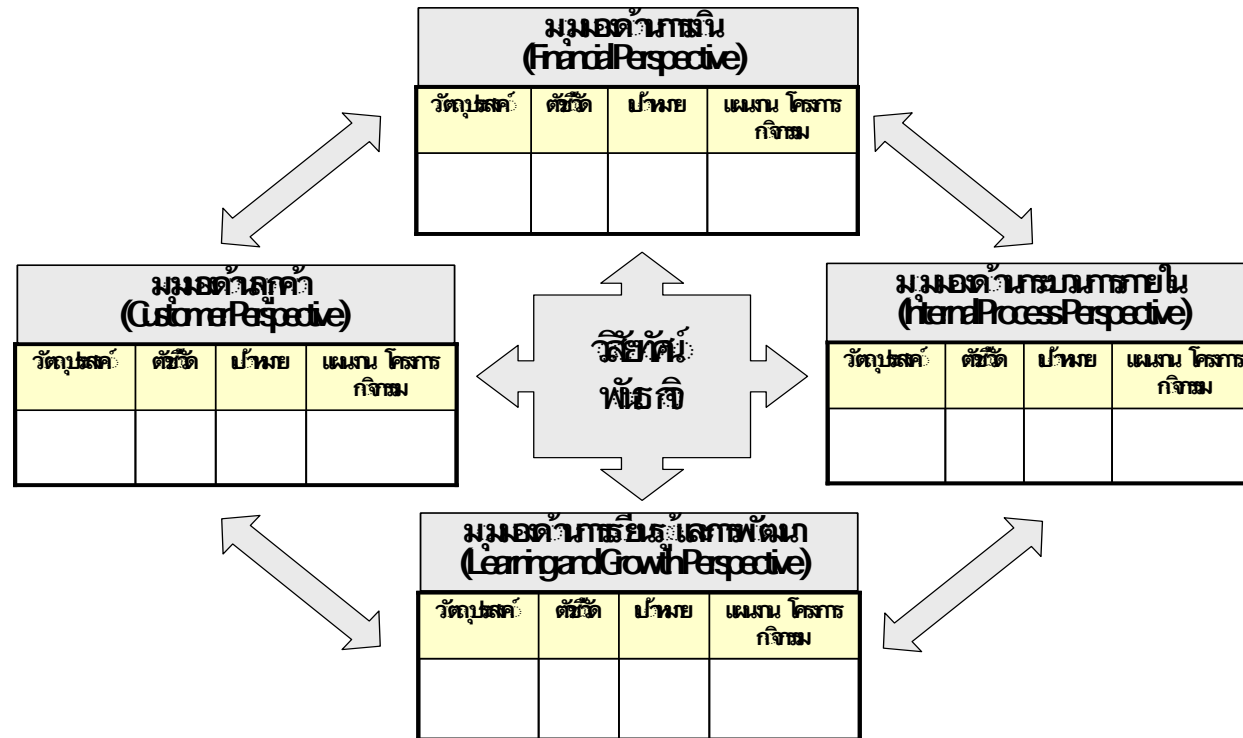 มุมมองด้านการเงิน
(Financial Perspective)
วัตถุประสงค์ ตัวชี้วัด เป้าหมาย แผนงาน โครงการ
กิจกรรม
มุมมองด้านลูกค้า
(Customer Perspective)
วัตถุประสงค์ ตัวชี้วัด เป้าหมาย แผนงาน โครงการ
กิจกรรม
วิสัยทัศน์
พันธกิจ
มุมมองด้านกระบวนการภายใน
(Internal Process Perspective)
วัตถุประสงค์ ตัวชี้วัด เป้าหมาย แผนงาน โครงการ
กิจกรรม
มุมมองด้านการเรียนรู้และการพัฒนา
(Learning and Growth Perspective)
วัตถุประสงค์ ตัวชี้วัด เป้าหมาย แผนงาน โครงการ
กิจกรรม